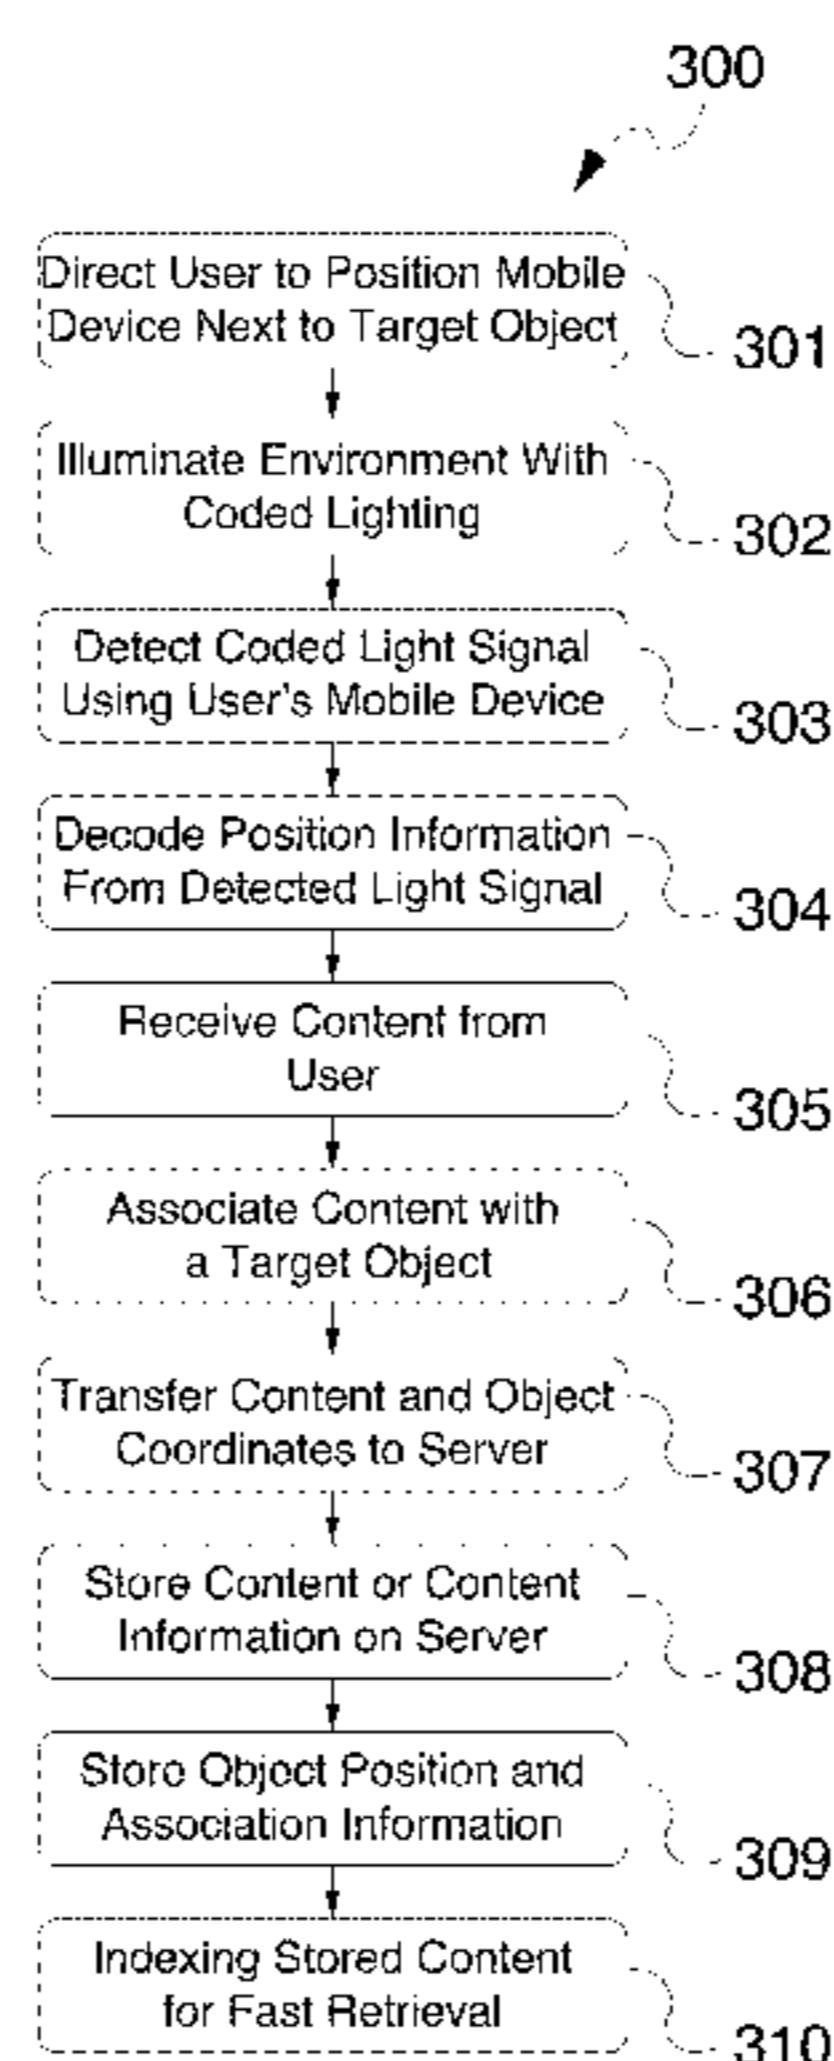 300
Direct User to Position Mobile
Device Next to Target Object
301
Illuminate Environment With
Coded Lighting
302
Detect Coded Light Signal
Using User's Mobile Device
303
Decode Position Information
From Detected Light Signal
304
Receive Content from
User
305
Associate Content with
a Target Object
306
Transfer Content and Object
Coordinates to Server
307
Store Content or Content
Information on Server
308
Store Object Position and
Association Information
309
Indexing Stored Content
for Fast Retrieval
310